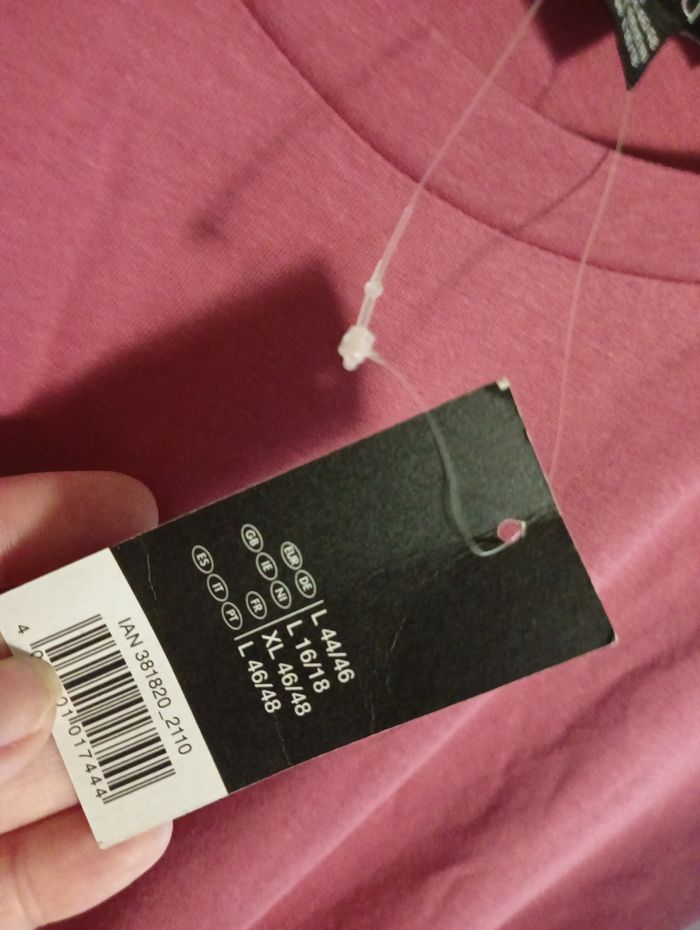 EUR DE L 44/46
GB IE NI L 16/18
FR XL 46/48
ES IT PT L 46/48
IAN 381820_2110